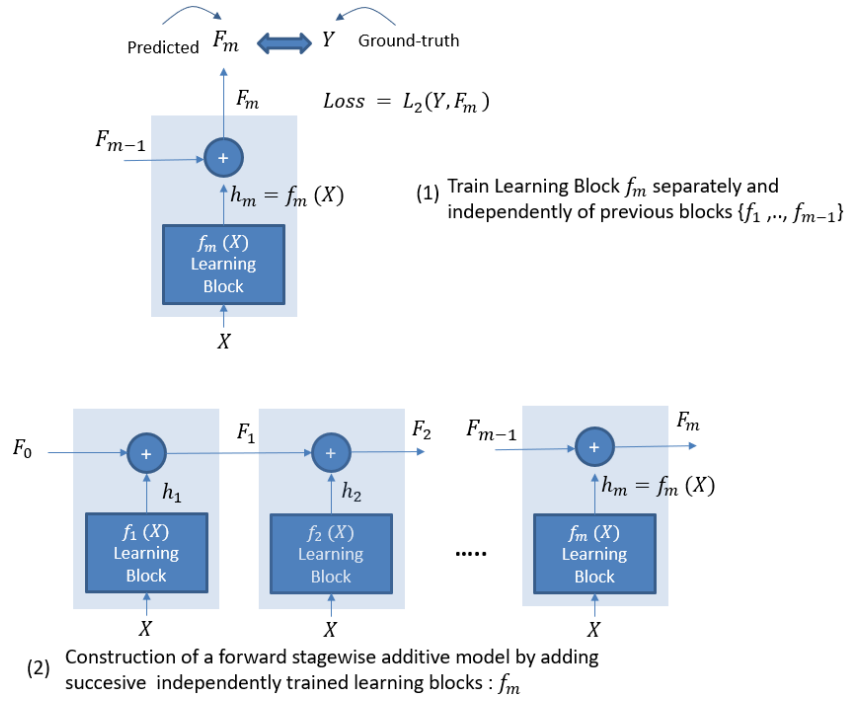 Predicted F_m Y Ground-truth
F_m Loss = L_2(Y, F_m)
F_{m-1}
+
h_m = f_m (X)
(1) Train Learning Block f_m separately and
independently of previous blocks {f_1 ,.., f_{m-1}}
f_m (X)
Learning
Block
X
F_0
+
F_1
+
F_2
F_{m-1}
+
F_m
h_1
h_2
h_m = f_m (X)
f_1 (X)
Learning
Block
X
f_2 (X)
Learning
Block
X
.....
f_m (X)
Learning
Block
X
(2) Construction of a forward stagewise additive model by adding
succesive independently trained learning blocks : f_m